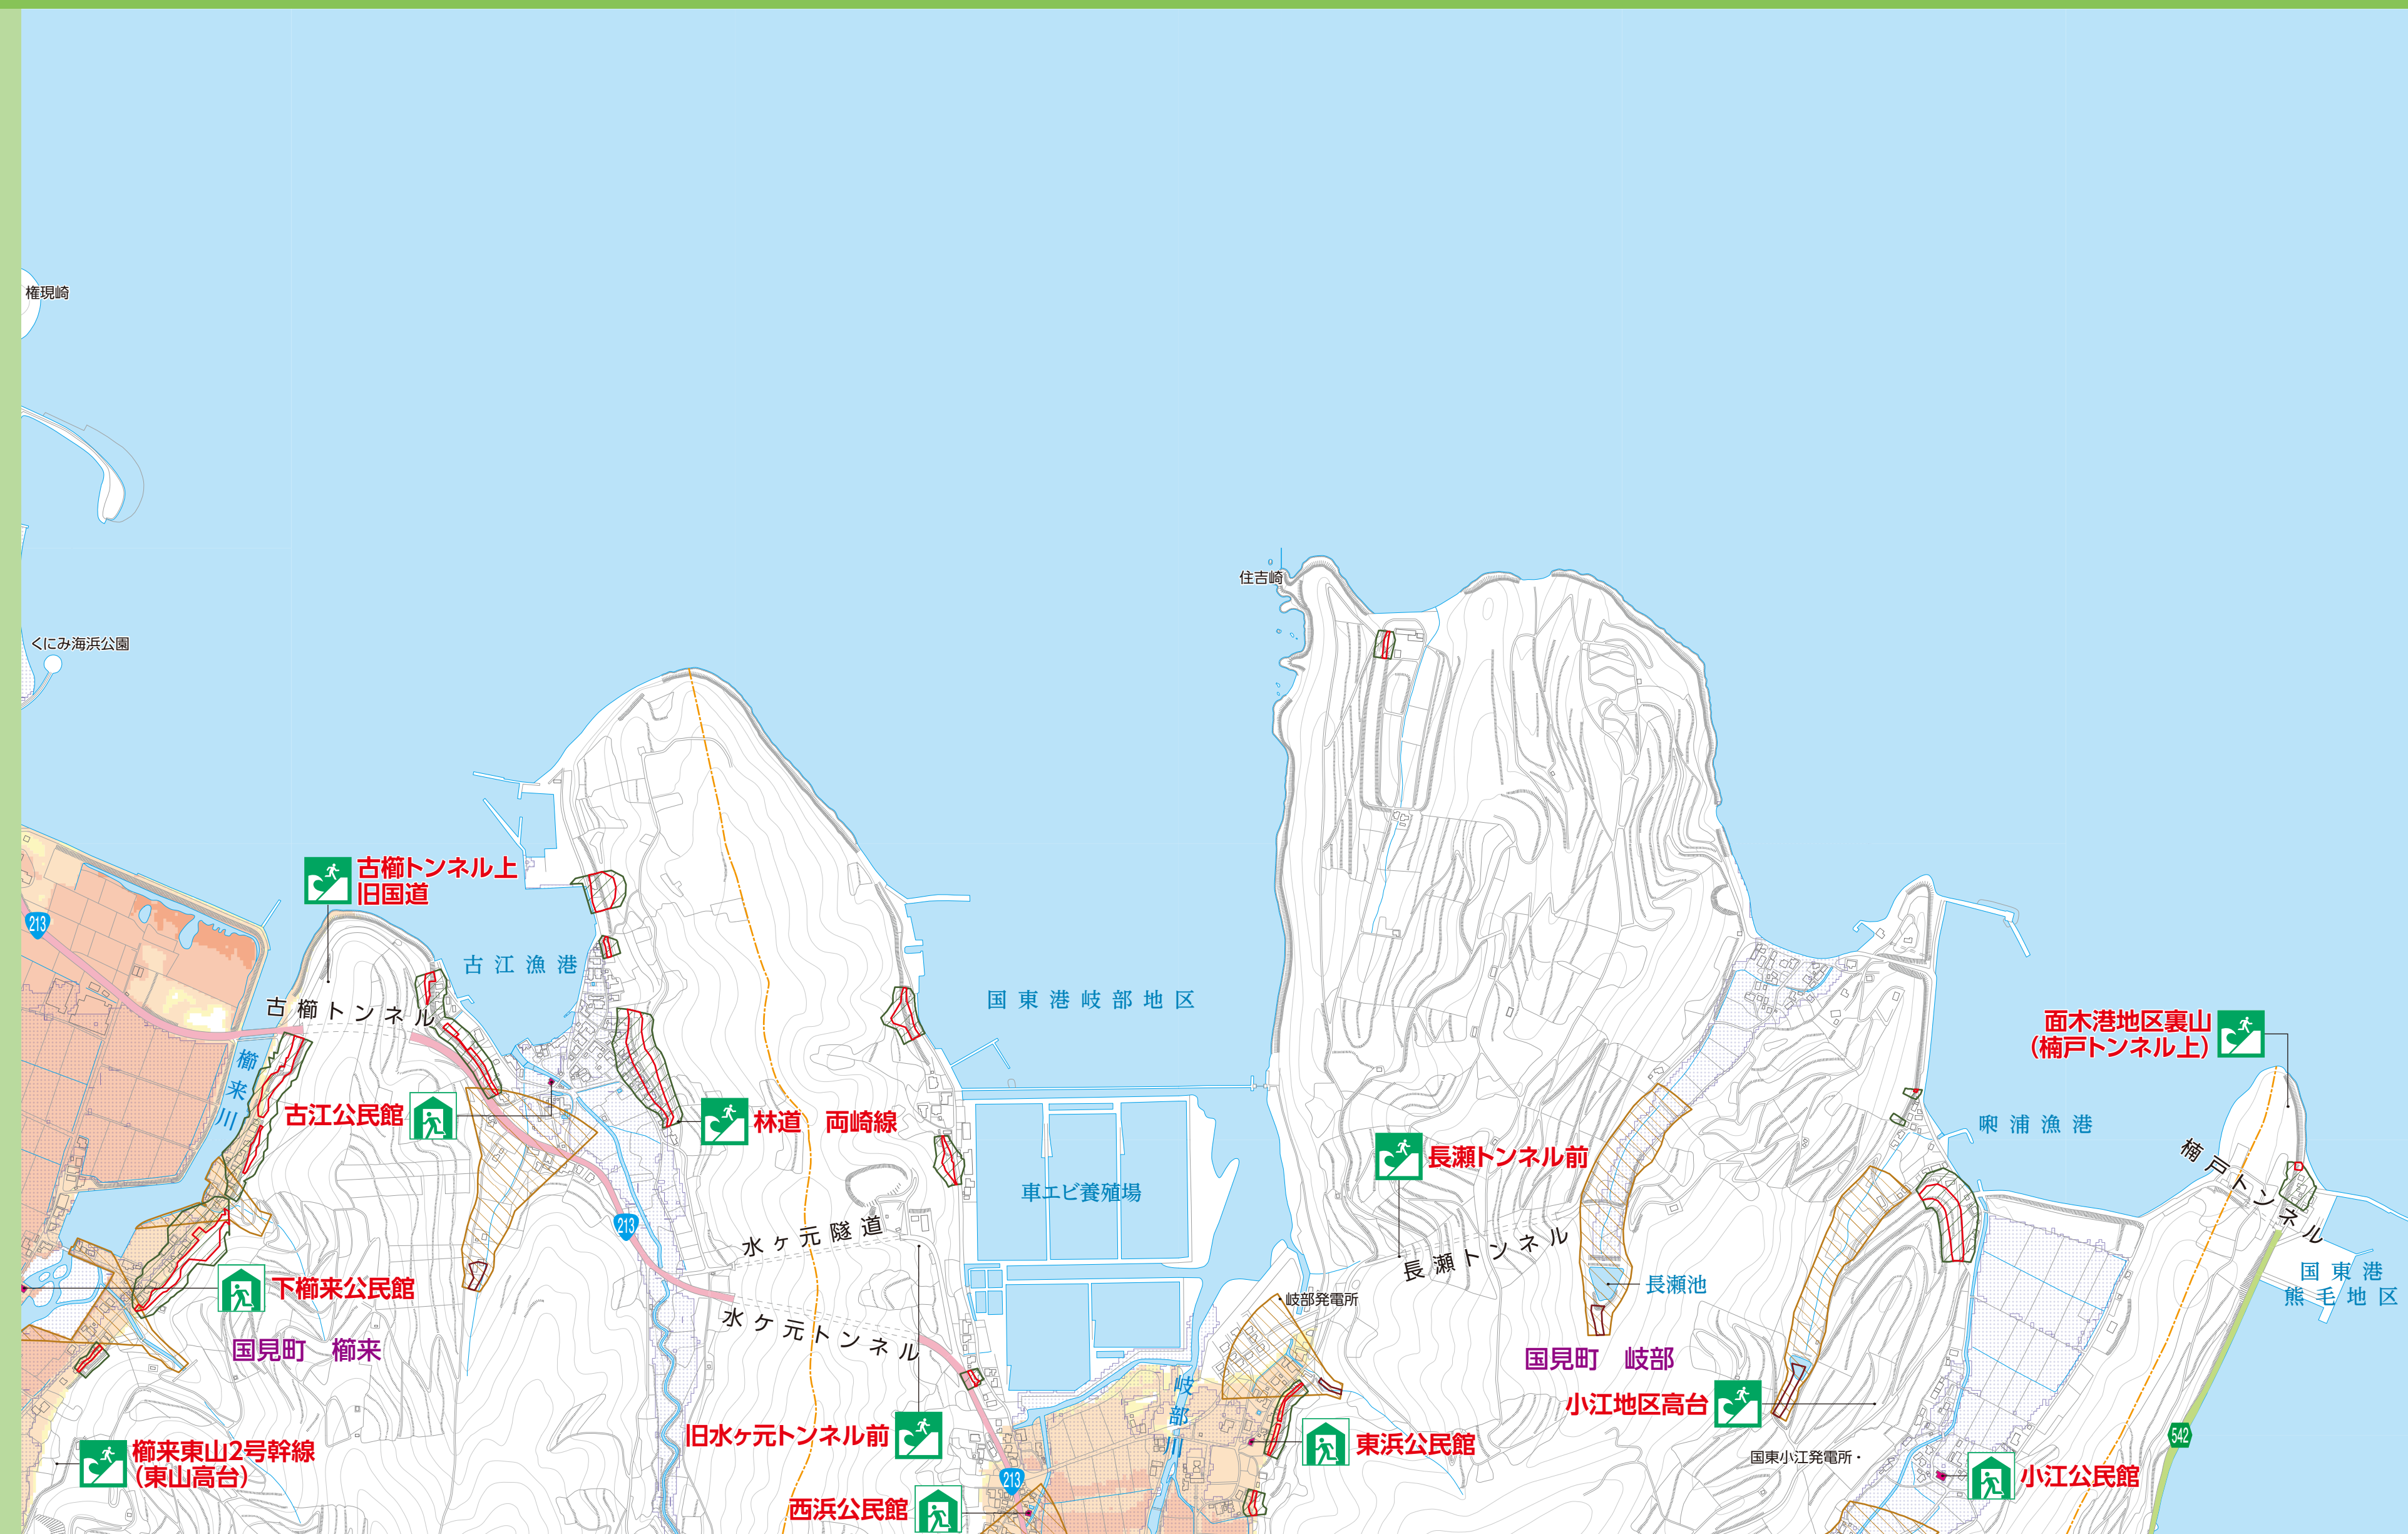 権現崎
住吉崎
くにみ海浜公園
古櫛トンネル上
旧国道
213
古江漁港
古櫛トンネル
国東港岐部地区
面木港地区裏山
(楠戸トンネル上)
櫛来川
古江公民館
林道　両崎線
長瀬トンネル前
浦漁港
楠戸トンネル
車エビ養殖場
213
水ヶ元隧道
長瀬トンネル
下櫛来公民館
長瀬池
国東港
熊毛地区
岐部発電所
水ケ元トンネル
国見町　櫛来
国見町　岐部
岐部川
小江地区高台
旧水ヶ元トンネル前
東浜公民館
542
櫛来東山2号幹線
(東山高台)
国東小江発電所
小江公民館
213
西浜公民館